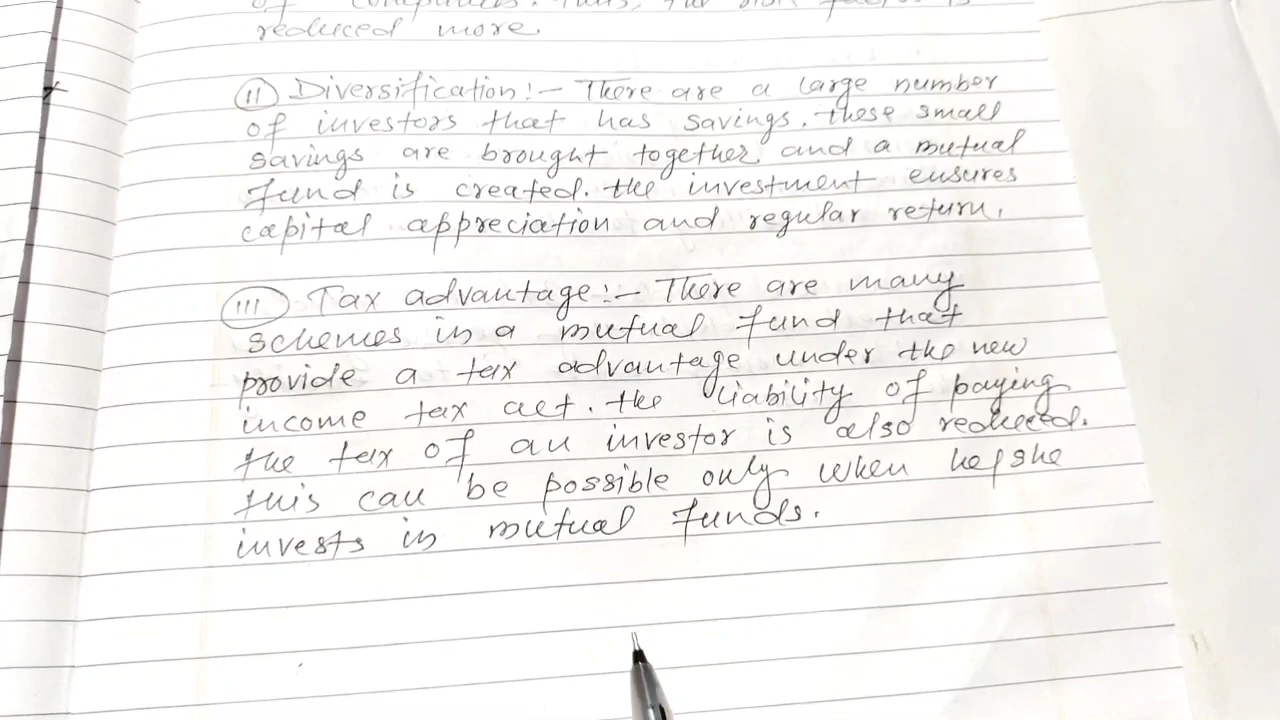 reduced more
(II) Diversification:- There are a large number
of investors that has savings. these small
savings are brought together and a mutual
fund is created. the investment ensures
capital appreciation and regular return.
(III) Tax advantage:- There are many
schemes in a mutual fund that
provide a tax advantage under the new
income tax act. the liability of paying
the tax of an investor is also reduced.
this can be possible only when he/she
invests in mutual funds.